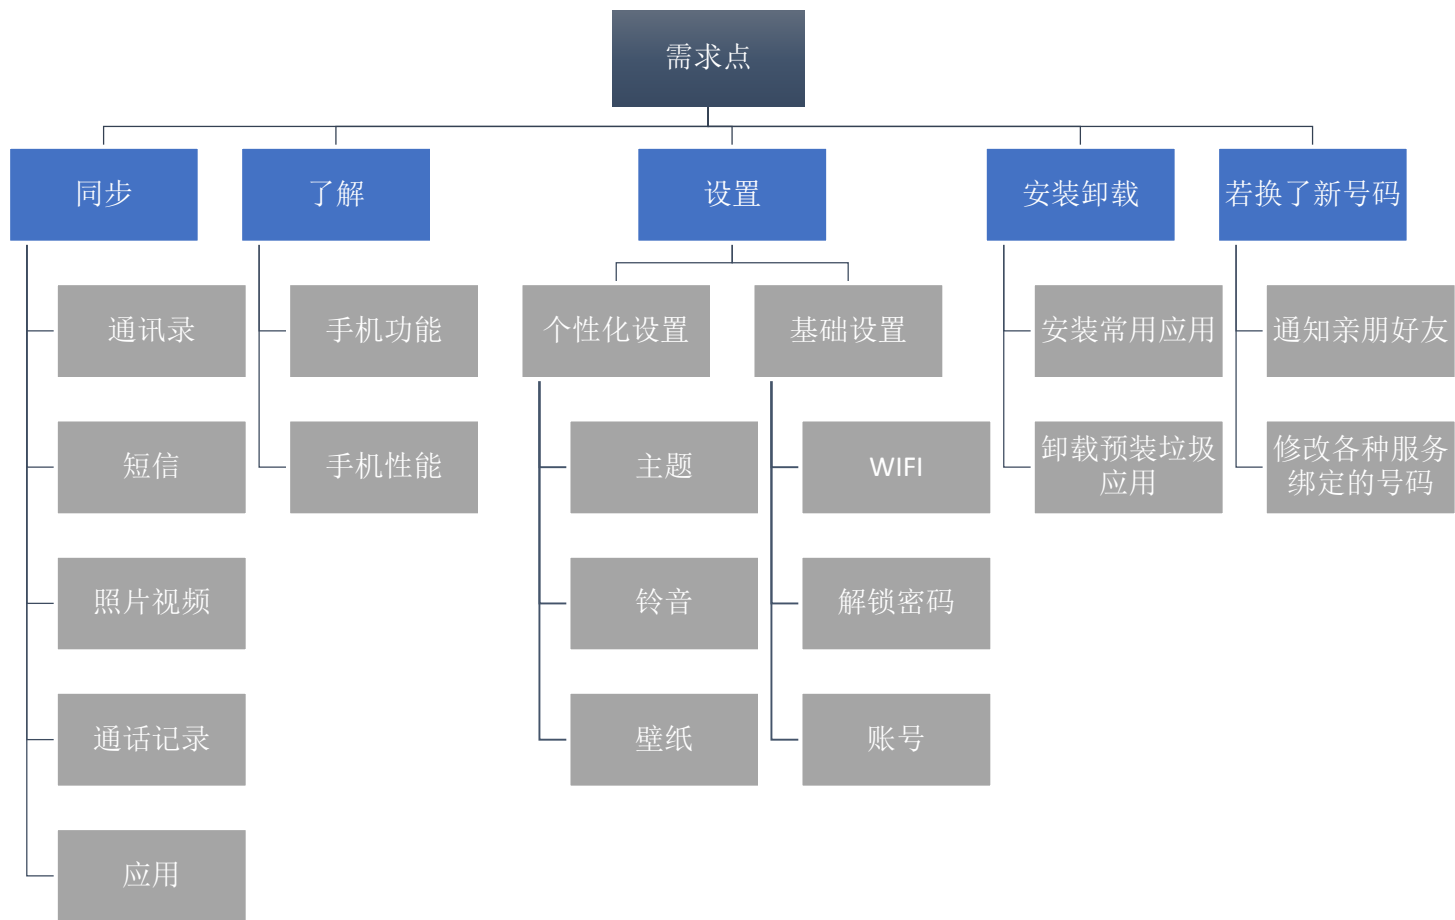 需求点
同步
了解
设置
安装卸载
若换了新号码
通讯录
手机功能
个性化设置
基础设置
安装常用应用
通知亲朋好友
短信
手机性能
主题
WIFI
卸载预装垃圾
应用
修改各种服务
绑定的号码
照片视频
铃音
解锁密码
通话记录
壁纸
账号
应用